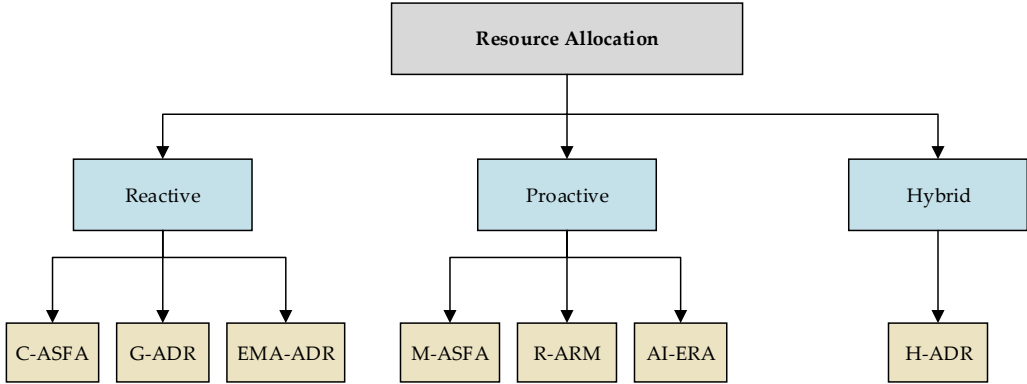 Resource Allocation
Reactive
Proactive
Hybrid
C-ASFA
G-ADR
EMA-ADR
M-ASFA
R-ARM
AI-ERA
H-ADR